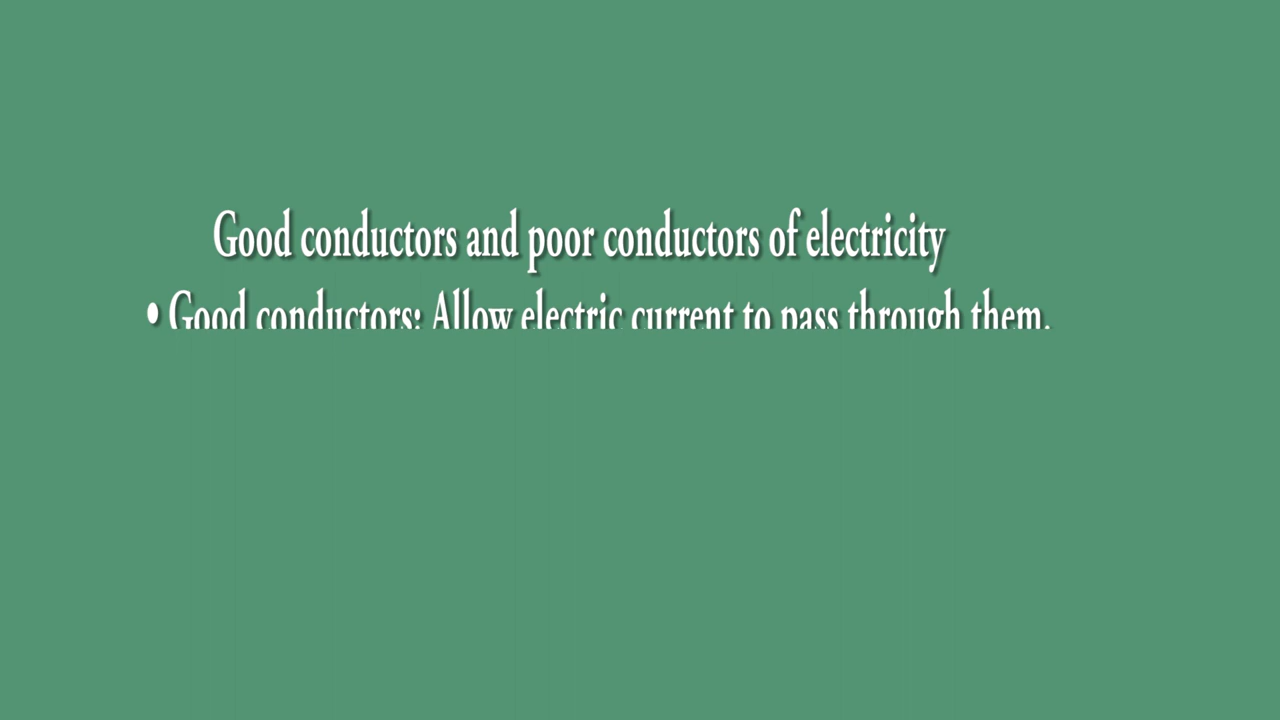 Good conductors and poor conductors of electricity
• Good conductors: Allow electric current to pass through them.